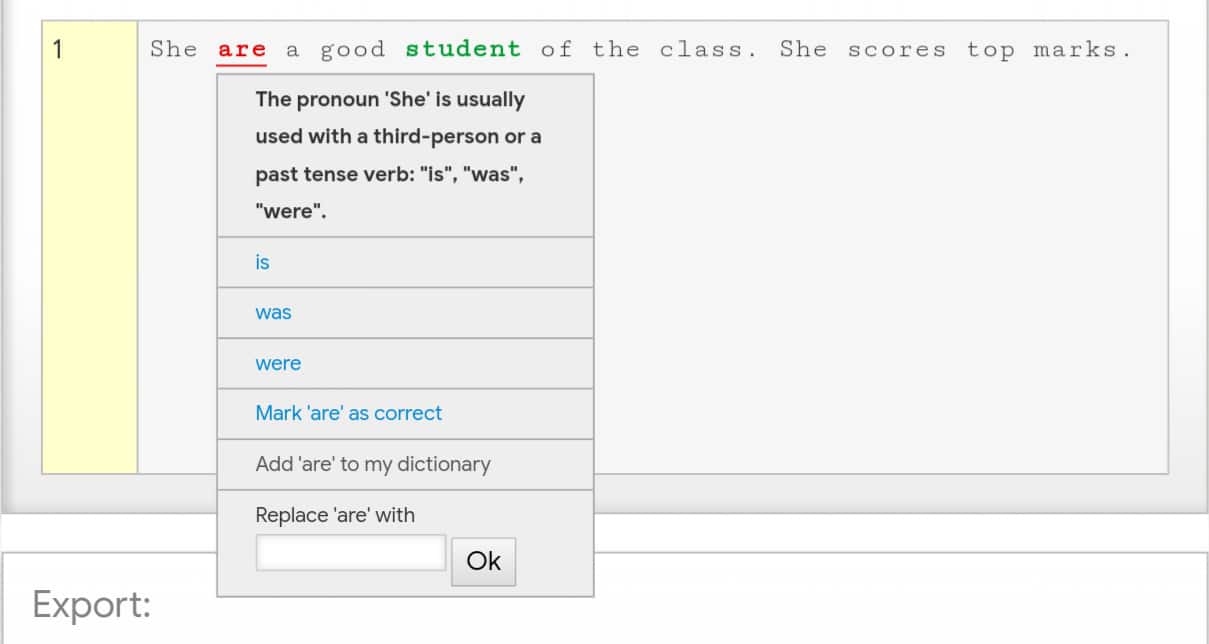 1
She are a good student of the class. She scores top marks.
The pronoun 'She' is usually
used with a third-person or a
past tense verb: "is", "was",
"were".
is
was
were
Mark 'are' as correct
Add 'are' to my dictionary
Replace 'are' with
Ok
Export: